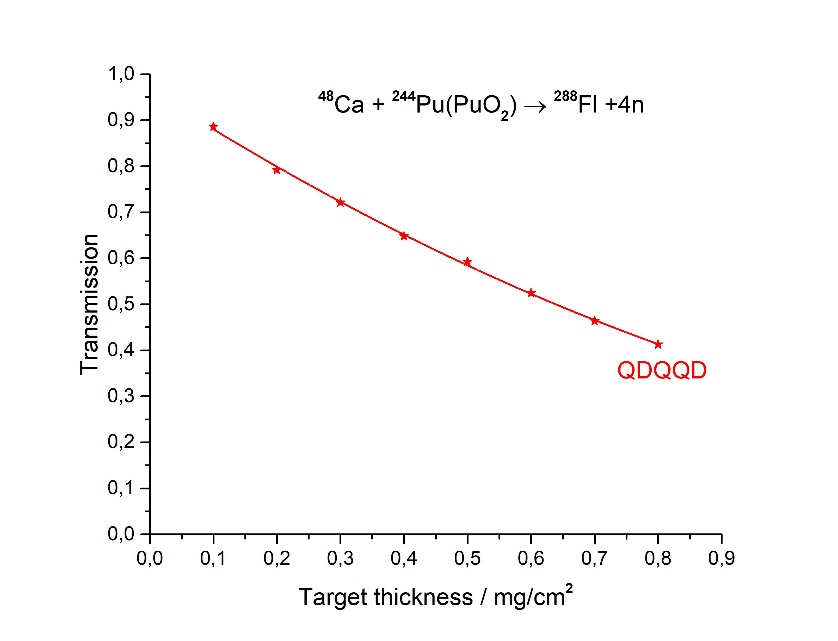 ⁴⁸Ca + ²⁴⁴Pu(PuO₂) → ²⁸⁸Fl +4n
1,0
0,9
0,8
0,7
0,6
0,5
0,4
0,3
0,2
0,1
0,0
Transmission
QDQQD
0,0 0,1 0,2 0,3 0,4 0,5 0,6 0,7 0,8 0,9
Target thickness / mg/cm²